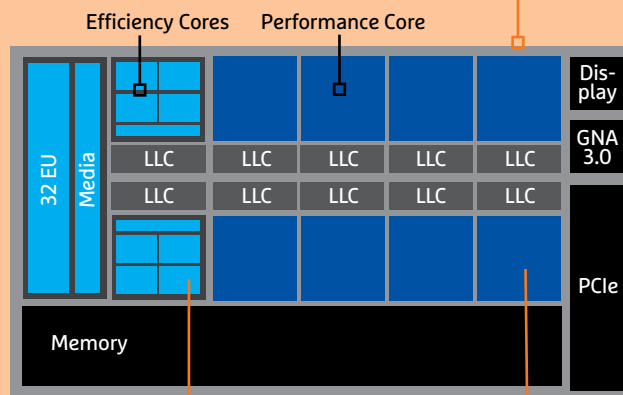 Efficiency Cores
Performance Core
Dis-
play
GNA
3.0
32 EU
Media
LLC LLC LLC LLC LLC
LLC LLC LLC LLC LLC
PCIe
Memory